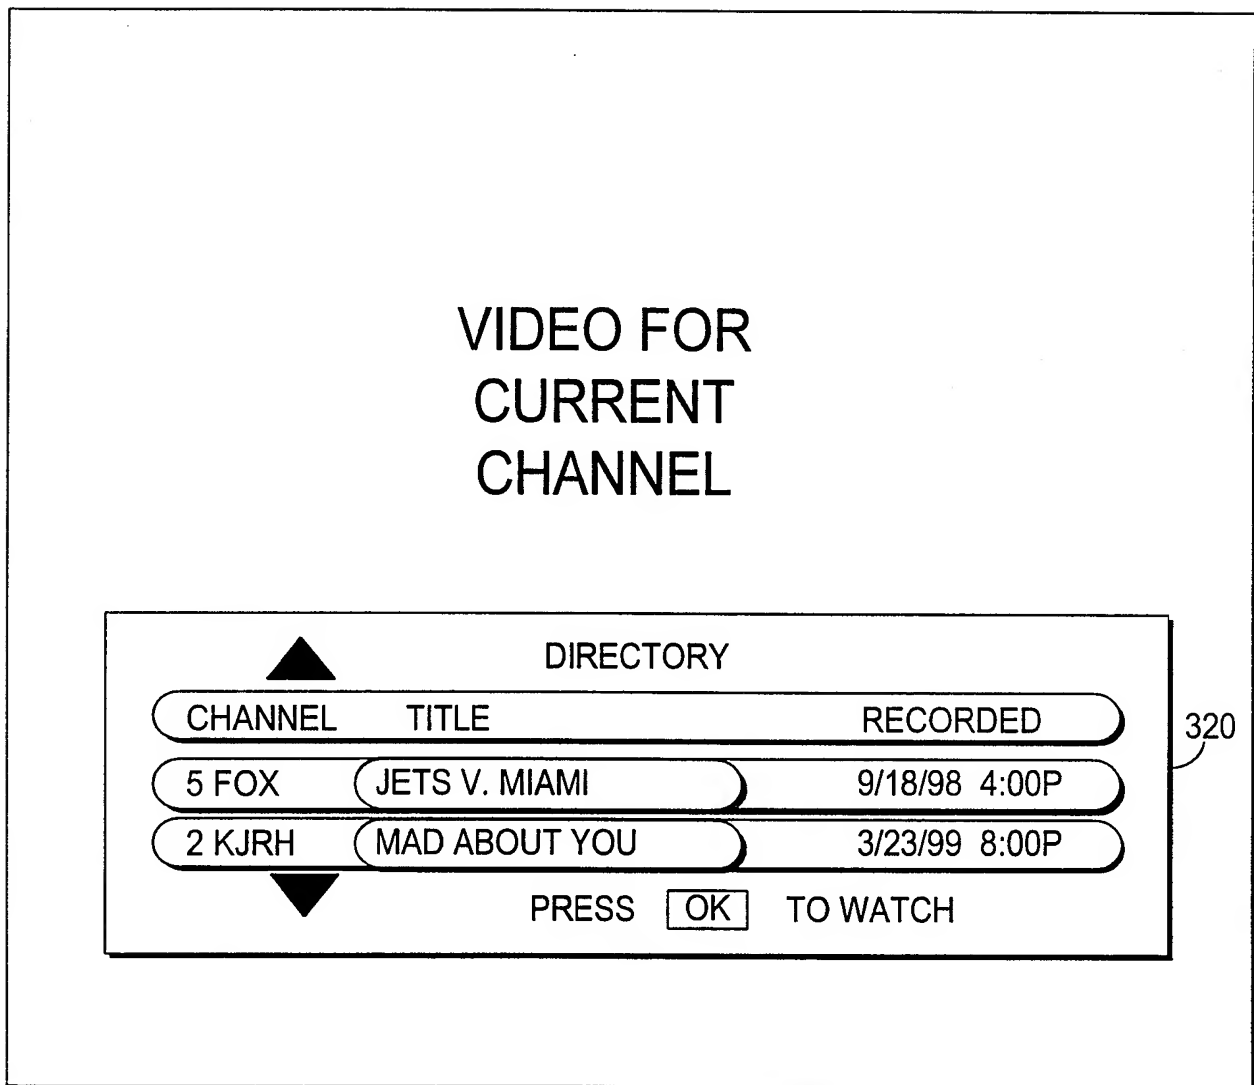 VIDEO FOR
CURRENT
CHANNEL
DIRECTORY
CHANNEL TITLE RECORDED
320
5 FOX JETS V. MIAMI 9/18/98 4:00P
2 KJRH MAD ABOUT YOU 3/23/99 8:00P
PRESS OK TO WATCH